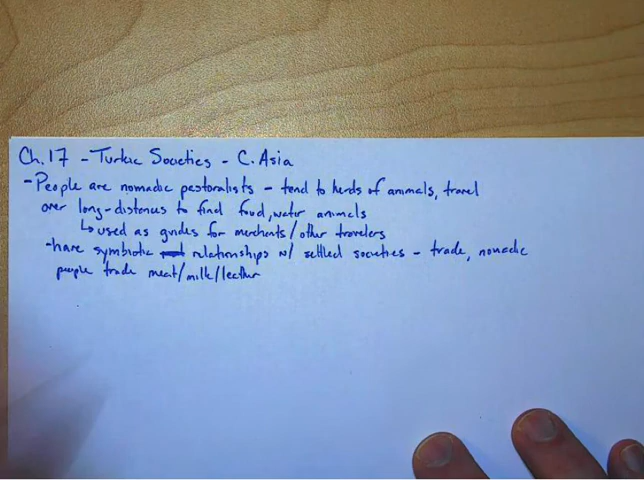 Ch. 17 - Turkic Societies - C. Asia
- People are nomadic pastoralists - tend to herds of animals, travel
over long-distances to find food, water animals
↳ used as guides for merchants/other travelers
- have symbiotic relationships w/ settled societies - trade, nomadic
people trade meat/milk/leather